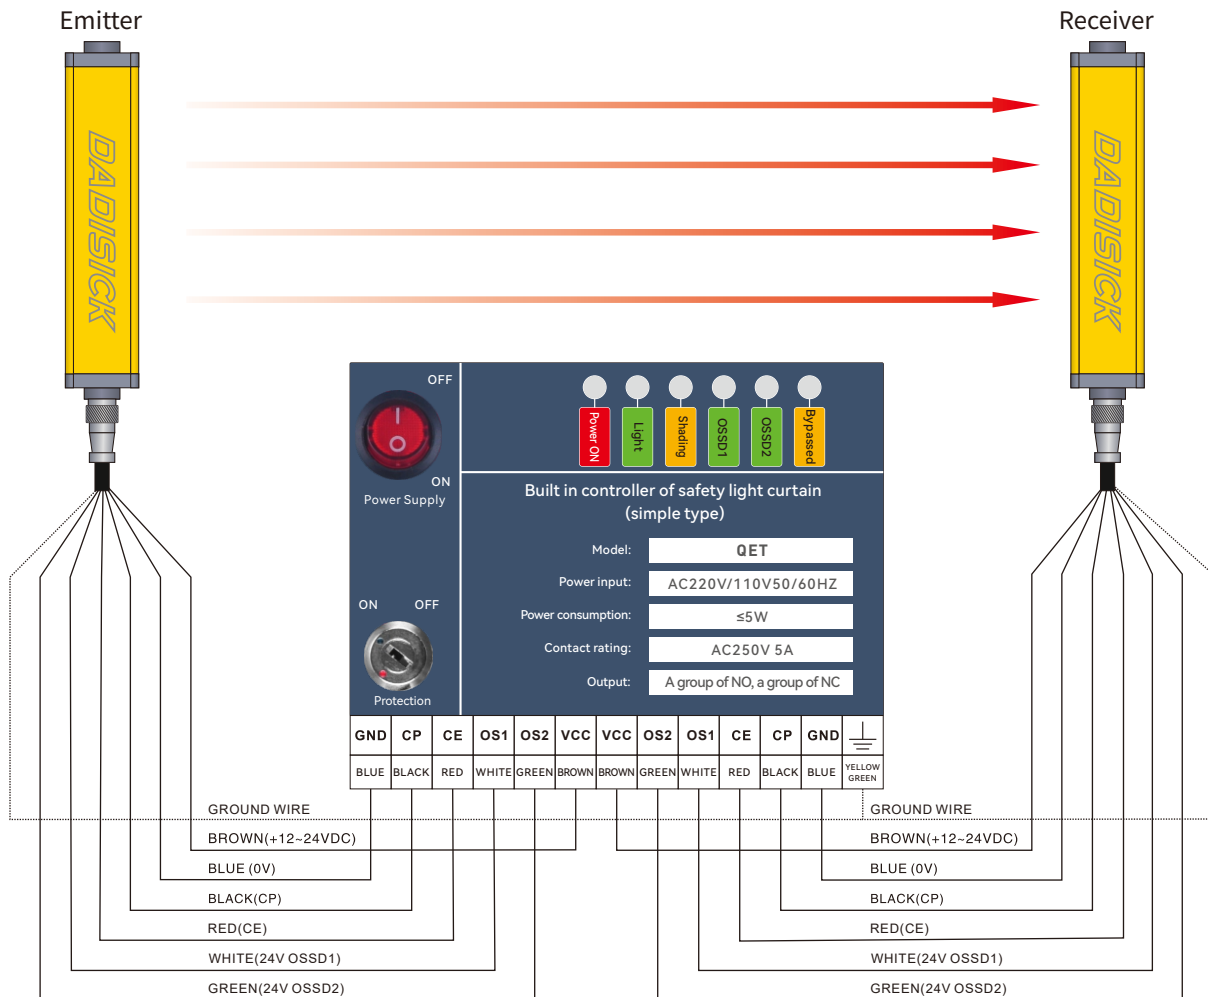 Emitter
Receiver
DADISICK
DADISICK
OFF
ON
Power Supply
ON
OFF
Protection
Power ON
Light
Shading
OSSD1
OSSD2
Bypassed
Built in controller of safety light curtain
(simple type)
Model: QET
Power input: AC220V/110V50/60HZ
Power consumption: ≤5W
Contact rating: AC250V 5A
Output: A group of NO, a group of NC
GND CP CE OS1 OS2 VCC VCC OS2 OS1 CE CP GND
BLUE BLACK RED WHITE GREEN BROWN BROWN GREEN WHITE RED BLACK BLUE YELLOW
GREEN
GROUND WIRE
BROWN(+12~24VDC)
BLUE (0V)
BLACK(CP)
RED(CE)
WHITE(24V OSSD1)
GREEN(24V OSSD2)
GROUND WIRE
BROWN(+12~24VDC)
BLUE (0V)
BLACK(CP)
RED(CE)
WHITE(24V OSSD1)
GREEN(24V OSSD2)